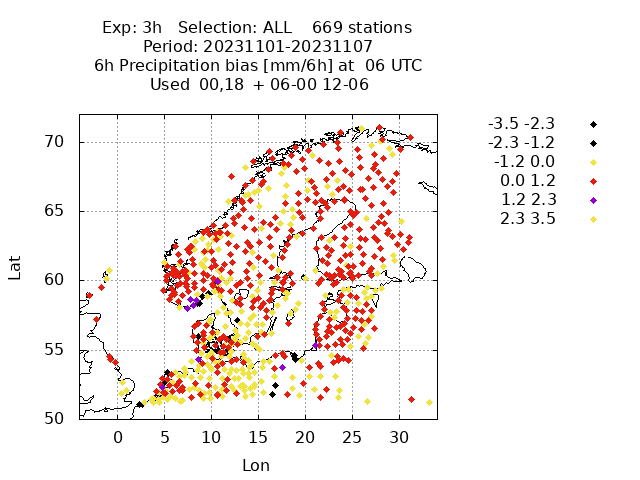 Exp: 3h   Selection: ALL    669 stations
Period: 20231101-20231107
6h Precipitation bias [mm/6h] at  06 UTC
Used 00,18  + 06-00 12-06
-3.5 -2.3
-2.3 -1.2
-1.2 0.0
0.0 1.2
1.2 2.3
2.3 3.5
70
65
60
55
50
Lat
0 5 10 15 20 25 30
Lon